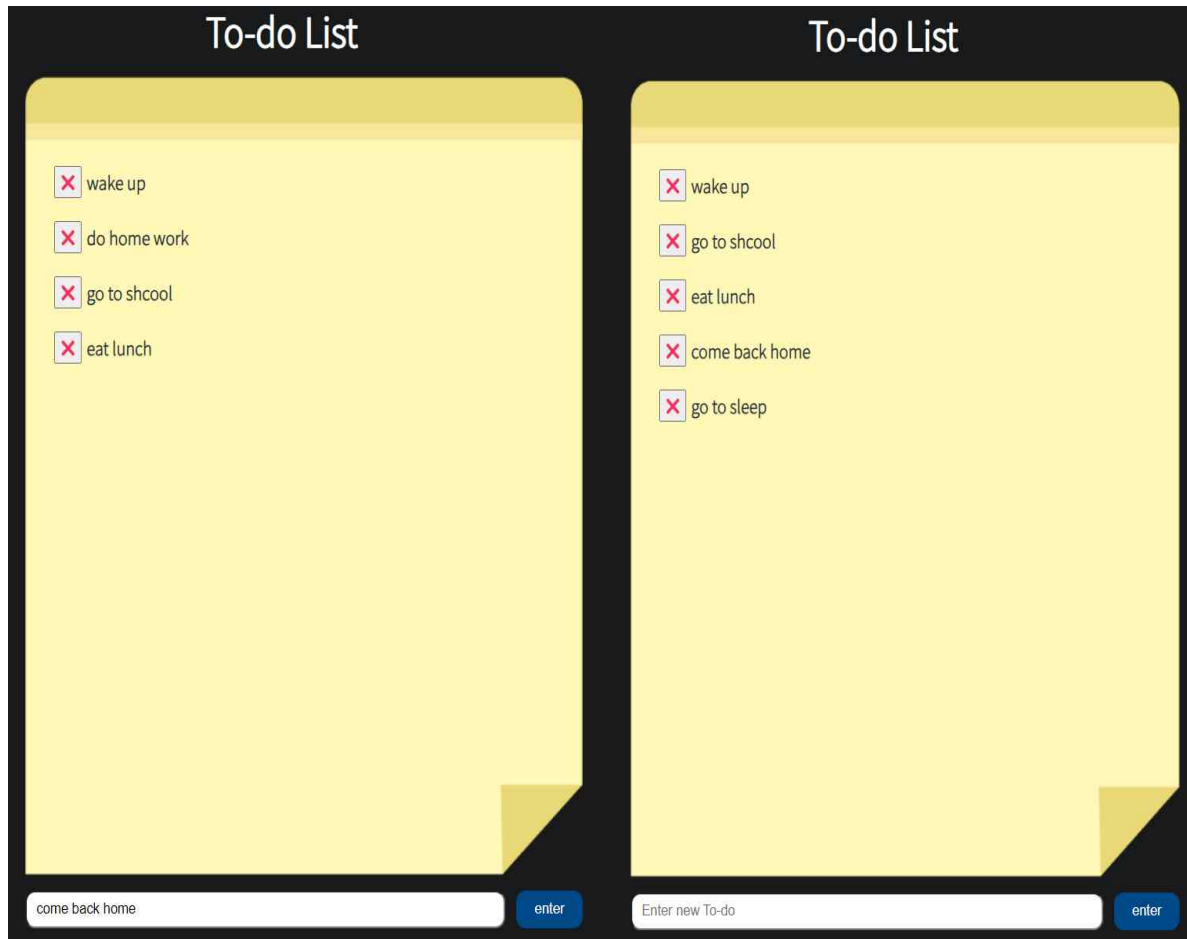 To-do List
wake up
do home work
go to shcool
eat lunch
come back home
enter
To-do List
wake up
go to shcool
eat lunch
come back home
go to sleep
Enter new To-do
enter